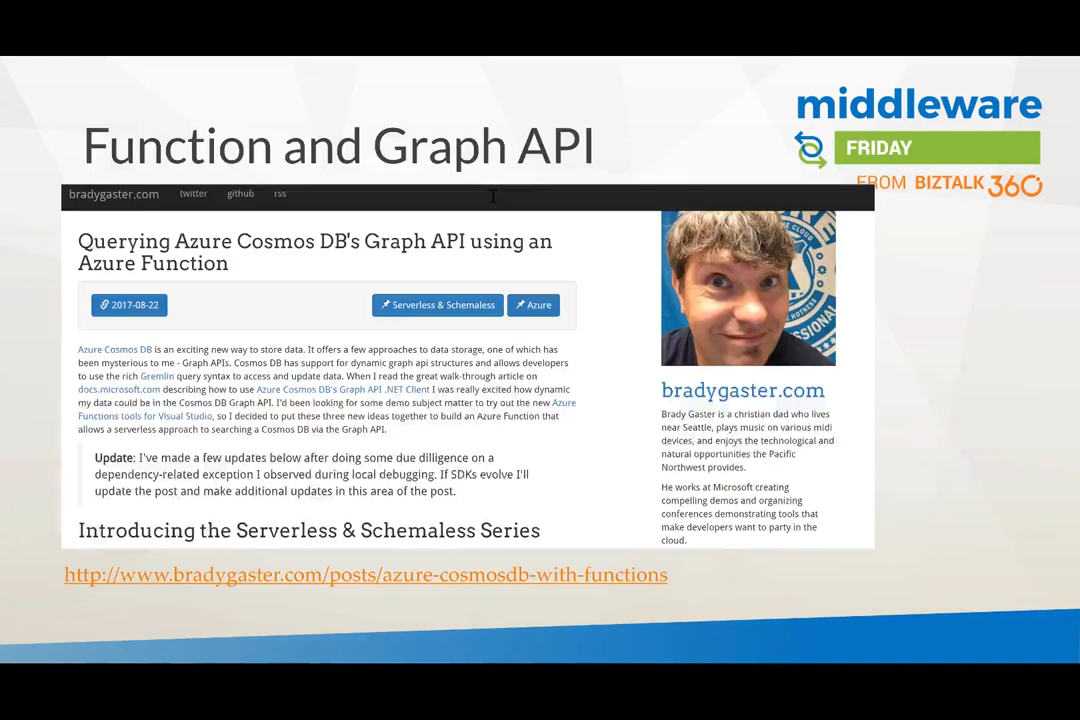 Function and Graph API
middleware
FRIDAY
FROM BIZTALK 360
bradygaster.com twitter github rss
Querying Azure Cosmos DB's Graph API using an
Azure Function
2017-08-22 Serverless & Schemaless Azure
Azure Cosmos DB is an exciting new way to store data. It offers a few approaches to data storage, one of which has
been mysterious to me - Graph APIs. Cosmos DB has support for dynamic graph api structures and allows developers
to use the rich Gremlin query syntax to access and update data. When I read the great walk-through article on
docs.microsoft.com describing how to use Azure Cosmos DB's Graph API .NET Client I was really excited how dynamic
my data could be in the Cosmos DB Graph API. I'd been looking for some demo subject matter to try out the new Azure
Functions tools for Visual Studio, so I decided to put these three new ideas together to build an Azure Function that
allows a serverless approach to searching a Cosmos DB via the Graph API.
Update: I've made a few updates below after doing some due dilligence on a
dependency-related exception I observed during local debugging. If SDKs evolve I'll
update the post and make additional updates in this area of the post.
Introducing the Serverless & Schemaless Series
bradygaster.com
Brady Gaster is a christian dad who lives
near Seattle, plays music on various midi
devices, and enjoys the technological and
natural opportunities the Pacific
Northwest provides.
He works at Microsoft creating
compelling demos and organizing
conferences demonstrating tools that
make developers want to party in the
cloud.
http://www.bradygaster.com/posts/azure-cosmosdb-with-functions